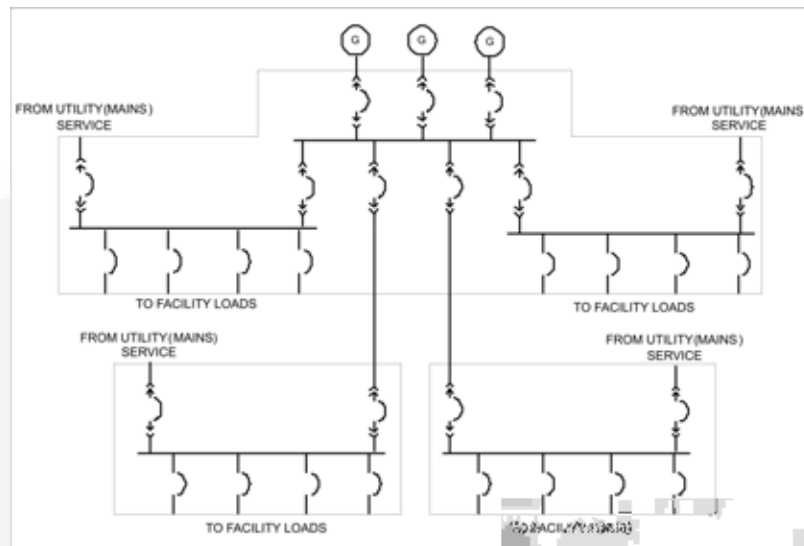 G G G
FROM UTILITY(MAINS)
SERVICE
FROM UTILITY(MAINS)
SERVICE
TO FACILITY LOADS
TO FACILITY LOADS
FROM UTILITY(MAINS)
SERVICE
FROM UTILITY(MAINS)
SERVICE
TO FACILITY LOADS